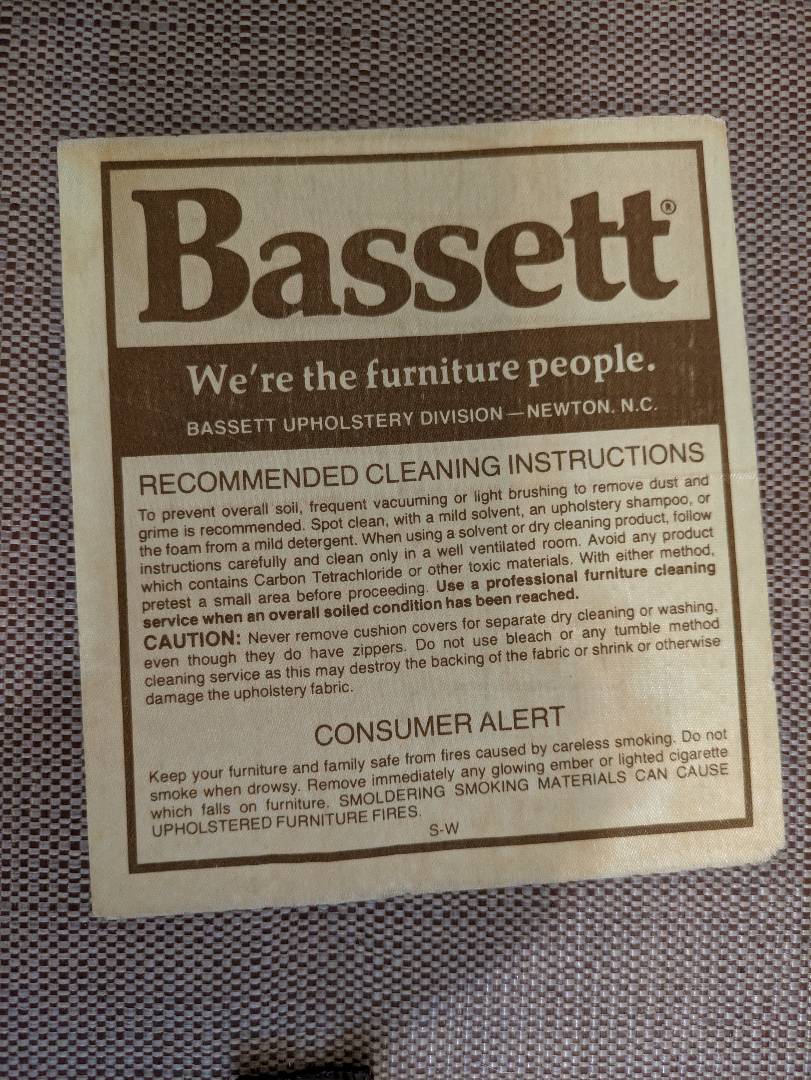 Bassett®
We're the furniture people.
BASSETT UPHOLSTERY DIVISION — NEWTON, N.C.
RECOMMENDED CLEANING INSTRUCTIONS
To prevent overall soil, frequent vacuuming or light brushing to remove dust and
grime is recommended. Spot clean, with a mild solvent, an upholstery shampoo, or
the foam from a mild detergent. When using a solvent or dry cleaning product, follow
instructions carefully and clean only in a well ventilated room. Avoid any product
which contains Carbon Tetrachloride or other toxic materials. With either method,
pretest a small area before proceeding. Use a professional furniture cleaning
service when an overall soiled condition has been reached.
CAUTION: Never remove cushion covers for separate dry cleaning or washing,
even though they do have zippers. Do not use bleach or any tumble method
cleaning service as this may destroy the backing of the fabric or shrink or otherwise
damage the upholstery fabric.
CONSUMER ALERT
Keep your furniture and family safe from fires caused by careless smoking. Do not
smoke when drowsy. Remove immediately any glowing ember or lighted cigarette
which falls on furniture. SMOLDERING SMOKING MATERIALS CAN CAUSE
UPHOLSTERED FURNITURE FIRES.
S-W